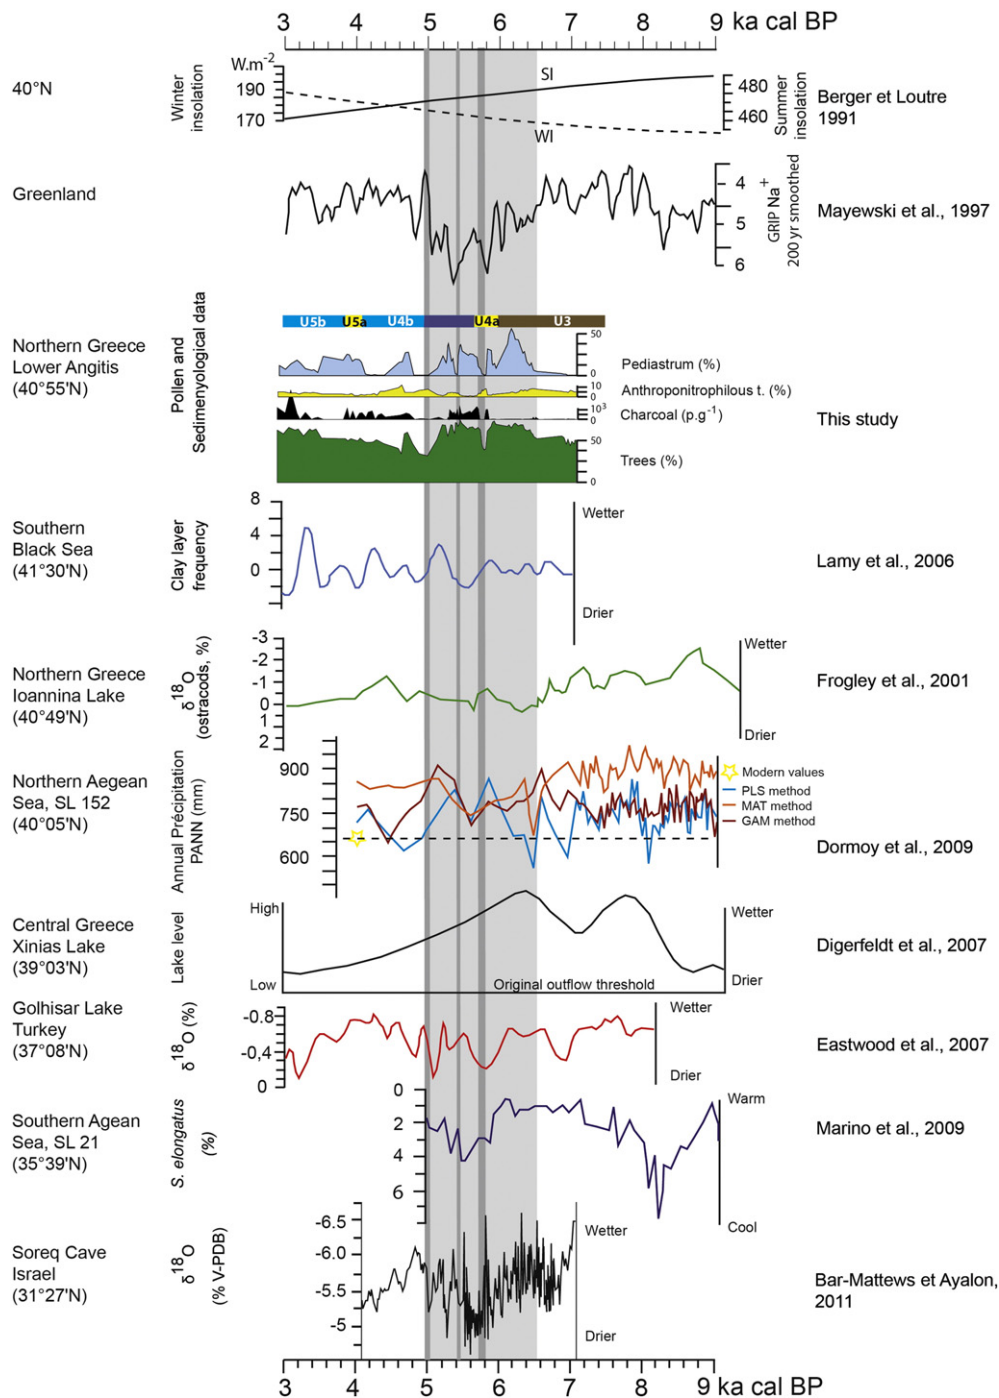 3 4 5 6 7 8 9 ka cal BP
40°N
Winter insolation
W.m-2
190
170
SI
WI
480
460
Summer insolation
Berger et Loutre
1991
Greenland
4
5
6
GRIP Na+
200 yr smoothed
Mayewski et al., 1997
Northern Greece
Lower Angitis
(40°55'N)
Pollen and
Sedimenyological data
U5b U5a U4b U4a U3
50
0
Pediastrum (%)
10
0
Anthroponitrophilous t. (%)
10³
0
Charcoal (p.g-1)
50
0
Trees (%)
This study
Southern
Black Sea
(41°30'N)
Clay layer
frequency
8
4
0
Wetter
Drier
Lamy et al., 2006
Northern Greece
Ioannina Lake
(40°49'N)
δ18O
(ostracods, %)
-3
-2
-1
0
1
2
Wetter
Drier
Frogley et al., 2001
Northern Aegean
Sea, SL 152
(40°05'N)
Annual Précipitation
PANN (mm)
900
750
600
Modern values
PLS method
MAT method
GAM method
Dormoy et al., 2009
Central Greece
Xinias Lake
(39°03'N)
Lake level
High
Low
Original outflow threshold
Wetter
Drier
Digerfeldt et al., 2007
Golhisar Lake
Turkey
(37°08'N)
δ18O (%)
-0.8
-0,4
0
Wetter
Drier
Eastwood et al., 2007
Southern Agean
Sea, SL 21
(35°39'N)
S. elongatus
(%)
0
2
4
6
Warm
Cool
Marino et al., 2009
Soreq Cave
Israel
(31°27'N)
δ18O
(% V-PDB)
-6.5
-6.0
-5.5
-5
Wetter
Drier
Bar-Mattews et Ayalon,
2011
3 4 5 6 7 8 9 ka cal BP